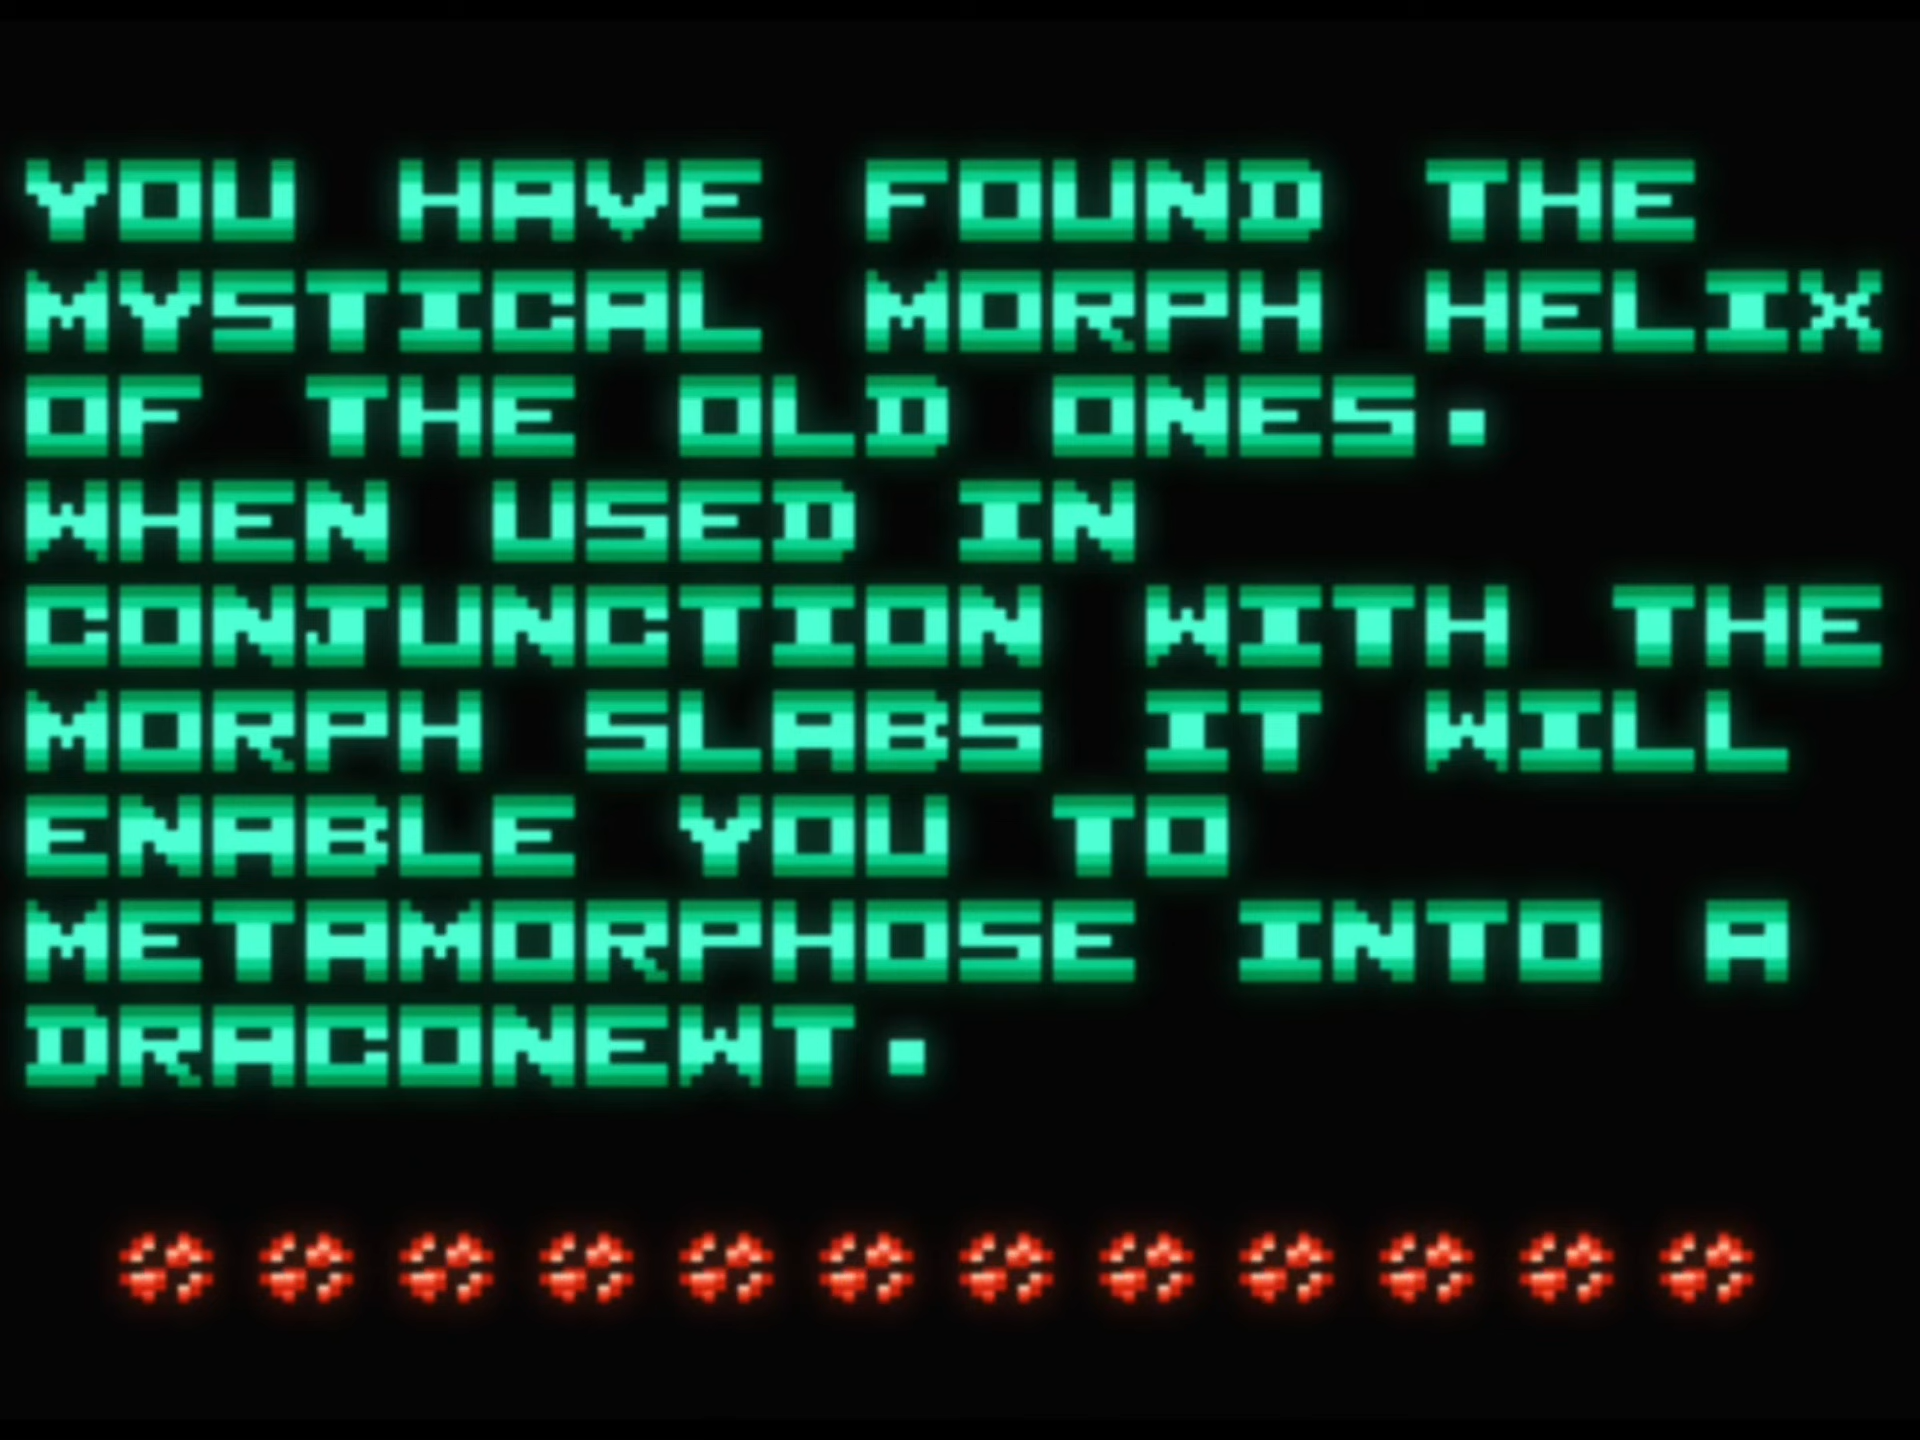 YOU HAVE FOUND THE
MYSTICAL MORPH HELIX
OF THE OLD ONES.
WHEN USED IN
CONJUNCTION WITH THE
MORPH SLABS IT WILL
ENABLE YOU TO
METAMORPHOSE INTO A
DRACONEWT.